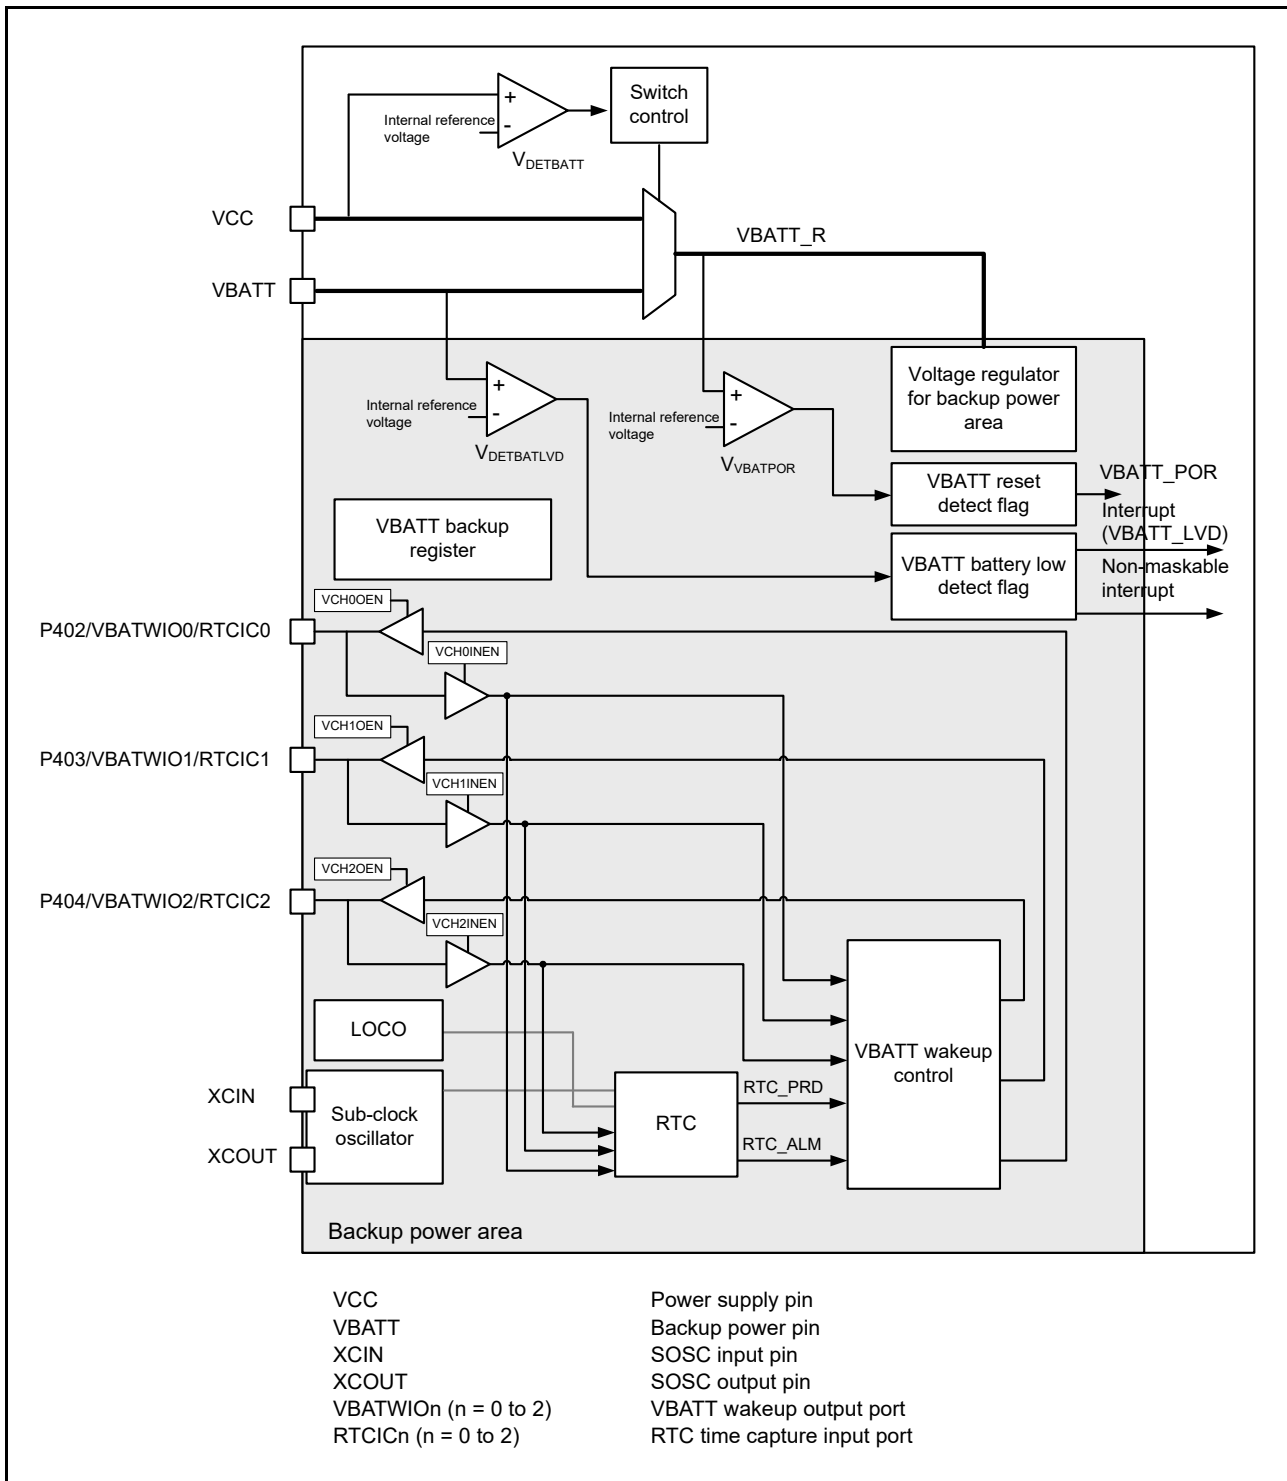 Switch
control
+
-
Internal reference
voltage
VDETBATT
VCC
VBATT_R
VBATT
+
-
Internal reference
voltage
VDETBATLVD
+
-
Internal reference
voltage
VVBATPOR
Voltage regulator
for backup power
area
VBATT reset
detect flag
VBATT_POR
Interrupt
(VBATT_LVD)
VBATT battery low
detect flag
Non-maskable
interrupt
VBATT backup
register
VCH0OEN
P402/VBATWIO0/RTCIC0
VCH0INEN
VCH1OEN
P403/VBATWIO1/RTCIC1
VCH1INEN
VCH2OEN
P404/VBATWIO2/RTCIC2
VCH2INEN
LOCO
VBATT wakeup
control
XCIN
Sub-clock
oscillator
XCOUT
RTC
RTC_PRD
RTC_ALM
Backup power area
VCC Power supply pin
VBATT Backup power pin
XCIN SOSC input pin
XCOUT SOSC output pin
VBATWIOn (n = 0 to 2) VBATT wakeup output port
RTCICn (n = 0 to 2) RTC time capture input port